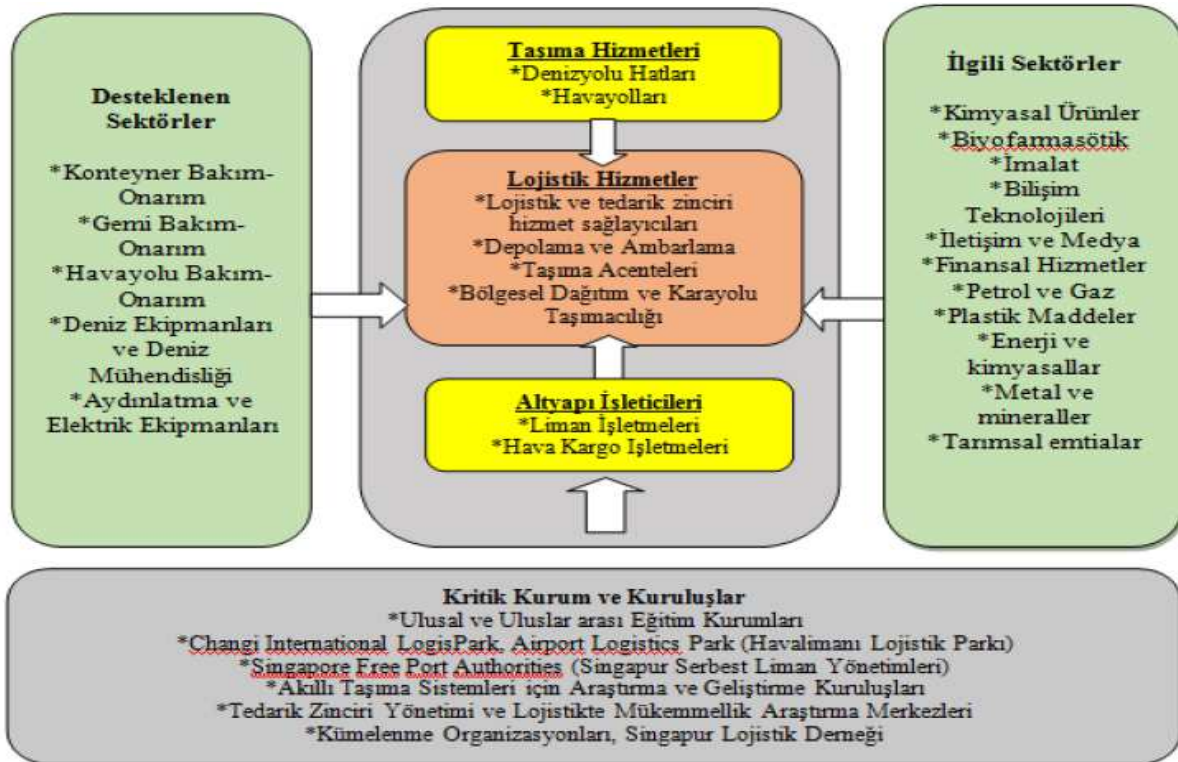 Desteklenen
Sektörler
*Konteyner Bakım-
Onarım
*Gemi Bakım-
Onarım
*Havayolu Bakım-
Onarım
*Deniz Ekipmanları
ve Deniz
Mühendisliği
*Aydınlatma ve
Elektrik Ekipmanları
Taşıma Hizmetleri
*Denizyolu Hatları
*Havayolları
Lojistik Hizmetler
*Lojistik ve tedarik zinciri
hizmet sağlayıcıları
*Depolama ve Ambarlama
*Taşıma Acenteleri
*Bölgesel Dağıtım ve Karayolu
Taşımacılığı
Altyapı İşleticileri
*Liman İşletmeleri
*Hava Kargo İşletmeleri
İlgili Sektörler
*Kimyasal Ürünler
*Biyofarmasötik
*İmalat
*Bilişim
Teknolojileri
*İletişim ve Medya
*Finansal Hizmetler
*Petrol ve Gaz
*Plastik Maddeler
*Enerji ve
kimyasallar
*Metal ve
mineraller
*Tarımsal emtialar
Kritik Kurum ve Kuruluşlar
*Ulusal ve Uluslar arası Eğitim Kurumları
*Changi International LogisPark, Airport Logistics Park (Havalimanı Lojistik Parkı)
*Singapore Free Port Authorities (Singapur Serbest Liman Yönetimleri)
*Akıllı Taşıma Sistemleri için Araştırma ve Geliştirme Kuruluşları
*Tedarik Zinciri Yönetimi ve Lojistikte Mükemmellik Araştırma Merkezleri
*Kümelenme Organizasyonları, Singapur Lojistik Derneği